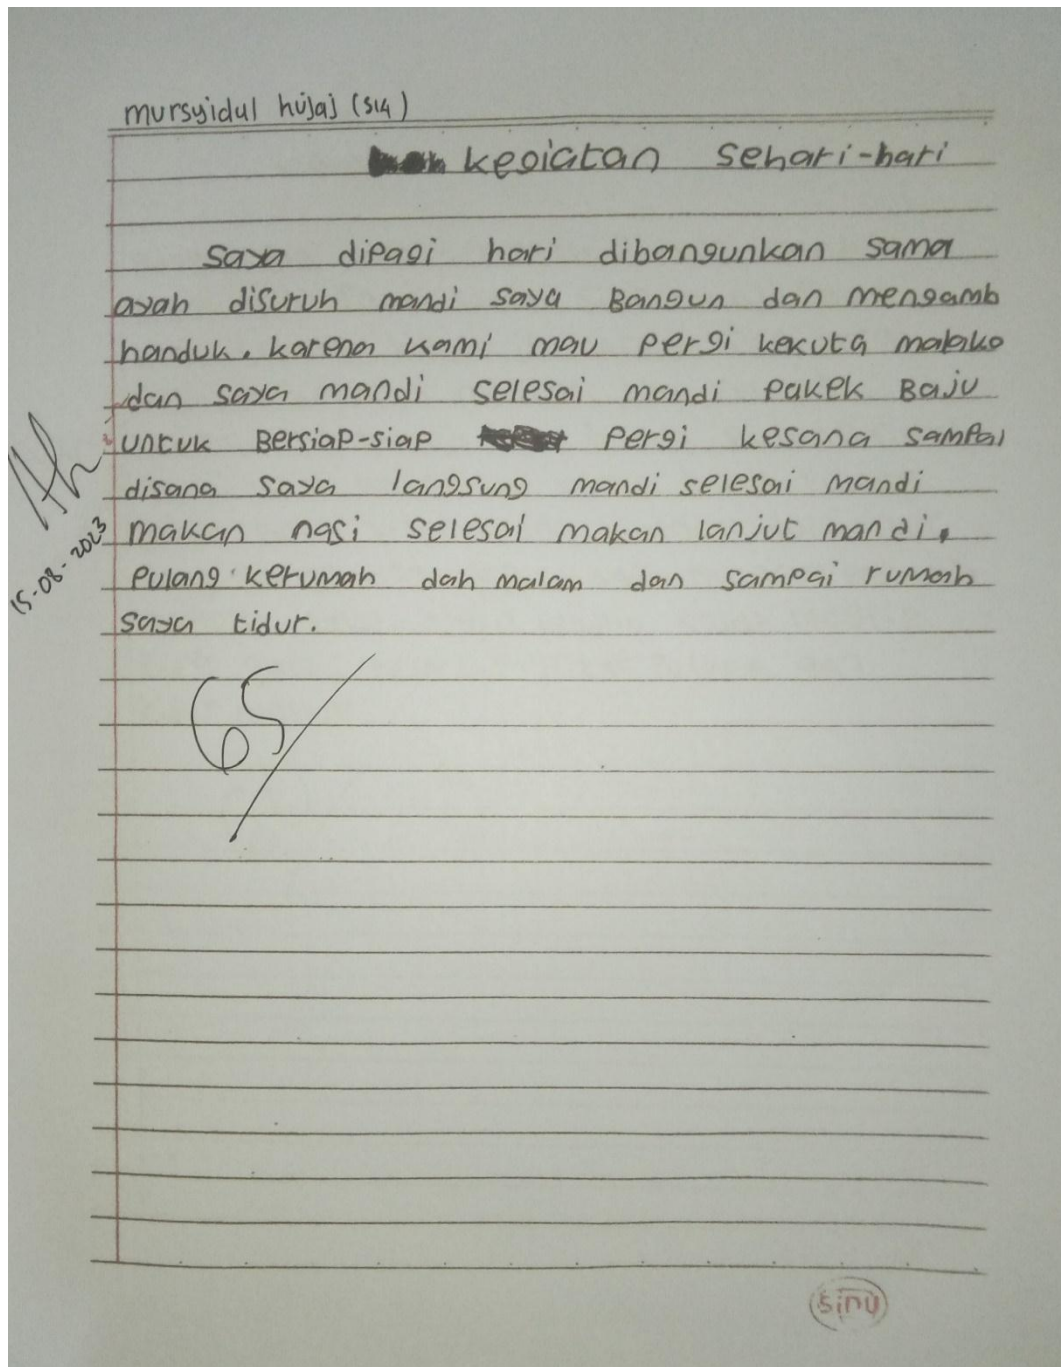 mursyidul hujaj (S14)
kegiatan sehari-hari
saya dipagi hari dibangunkan sama
ayah disuruh mandi saya Bangun dan mengamb
handuk. karena kami mau pergi kekuta malako
dan saya mandi selesai mandi pakek Baju
untuk Bersiap-siap pergi kesana sampai
disana saya langsung mandi selesai mandi
makan nasi selesai makan lanjut mandi.
pulang kerumah dah malam dan sampai rumah
saya tidur.
15-08-2023
65
sinu